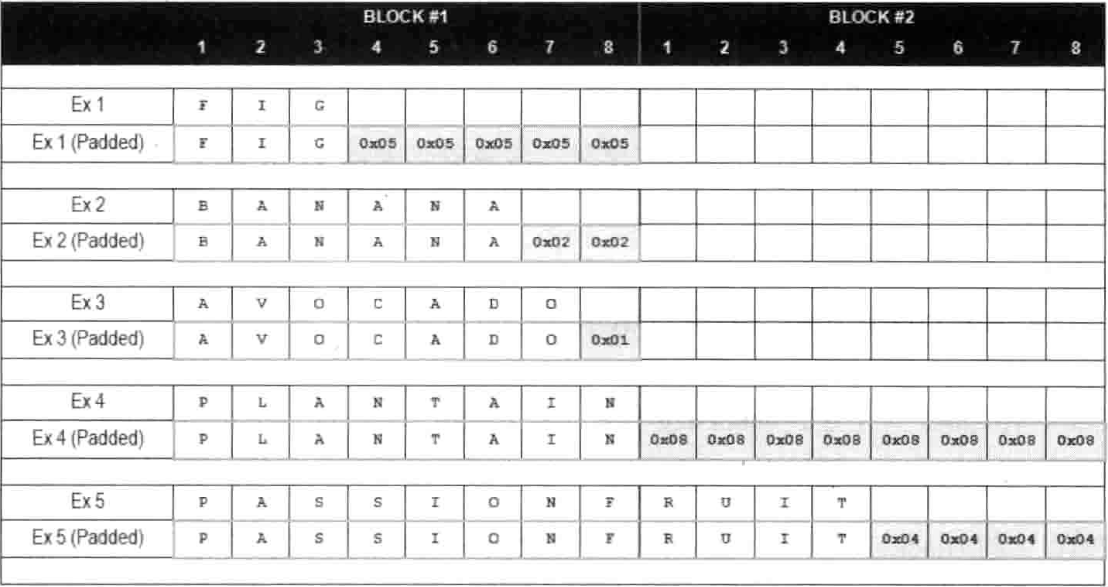 BLOCK #1 BLOCK #2
1 2 3 4 5 6 7 8 1 2 3 4 5 6 7 8
Ex 1 F I G
Ex 1 (Padded) F I G 0x05 0x05 0x05 0x05 0x05
Ex 2 B A N A N A
Ex 2 (Padded) B A N A N A 0x02 0x02
Ex 3 A V O C A D O
Ex 3 (Padded) A V O C A D O 0x01
Ex 4 P L A N T A I N
Ex 4 (Padded) P L A N T A I N 0x08 0x08 0x08 0x08 0x08 0x08 0x08 0x08
Ex 5 P A S S I O N F R U I T
Ex 5 (Padded) P A S S I O N F R U I T 0x04 0x04 0x04 0x04